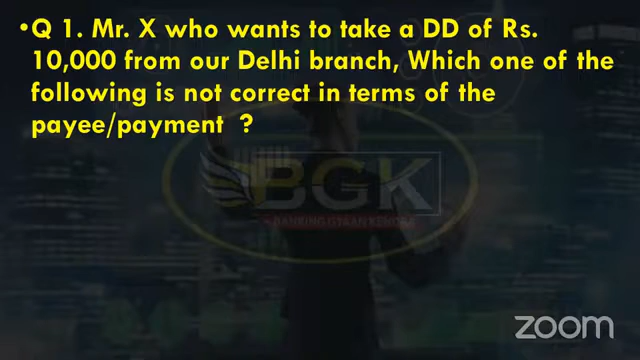 •Q 1. Mr. X who wants to take a DD of Rs.
10,000 from our Delhi branch, Which one of the
following is not correct in terms of the
payee/payment ?
BGK
BANKING GYAAN KENDRA
zoom